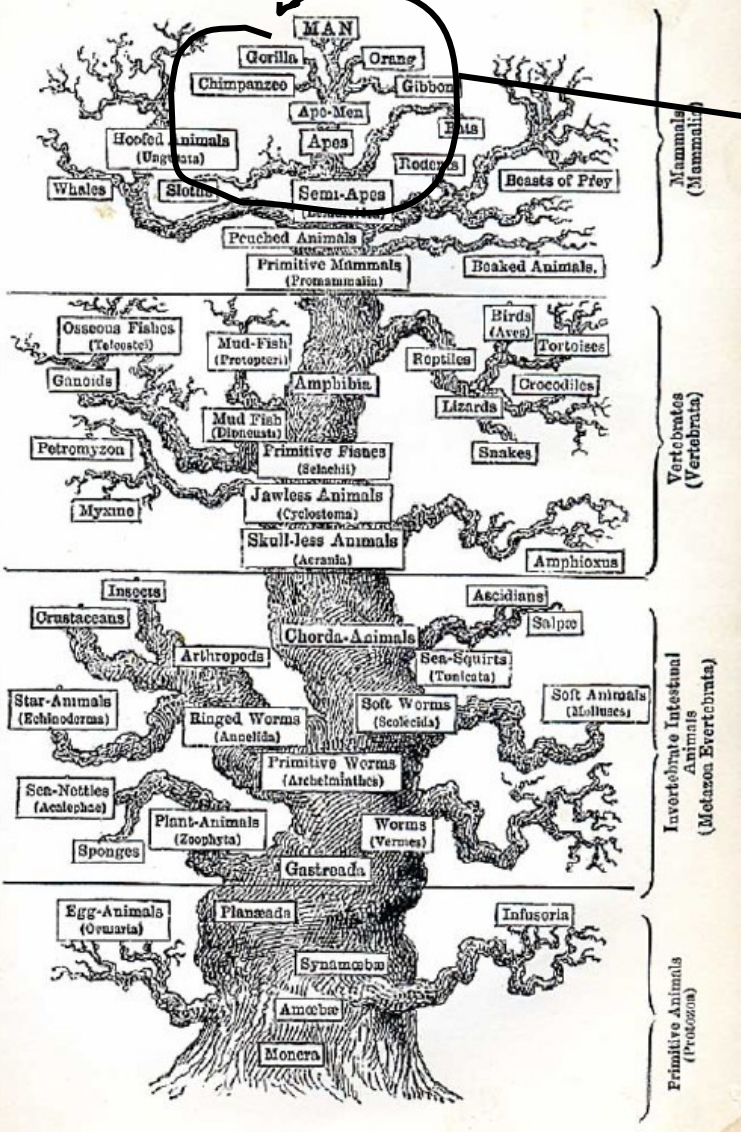 MAN
Gorilla
Orang
Chimpanzee
Gibbon
Ape-Men
Bats
Hoofed Animals
(Ungulata)
Apes
Rodents
Whales
Sloths
Semi-Apes
Beasts of Prey
Pouched Animals
Primitive Mammals
(Promammalia)
Beaked Animals.
Mammals
(Mammalia)
Osseous Fishes
(Teleostei)
Mud-Fish
(Protopteri)
Birds
(Aves)
Tortoises
Reptiles
Ganoids
Amphibia
Crocodiles
Lizards
Mud Fish
(Dipneusta)
Petromyzon
Primitive Fishes
(Selachii)
Snakes
Jawless Animals
(Cyclostoma)
Myxine
Skull-less Animals
(Acrania)
Amphioxus
Vertebrates
(Vertebrata)
Insects
Crustaceans
Ascidians
Salpæ
Chorda-Animals
Arthropods
Sea-Squirts
(Tunicata)
Star-Animals
(Echinoderma)
Ringed Worms
(Annelida)
Soft Worms
(Scolecida)
Soft Animals
(Molluscs)
Primitive Worms
(Archelminthes)
Sea-Nettles
(Acalephae)
Plant-Animals
(Zoophyta)
Worms
(Vermes)
Sponges
Gastreada
Invertebrate Intestinal
Animals
(Metazoa Evertebrata)
Egg-Animals
(Ovularia)
Planæada
Infusoria
Synamœbæ
Amœbæ
Monera
Primitive Animals
(Protozoa)